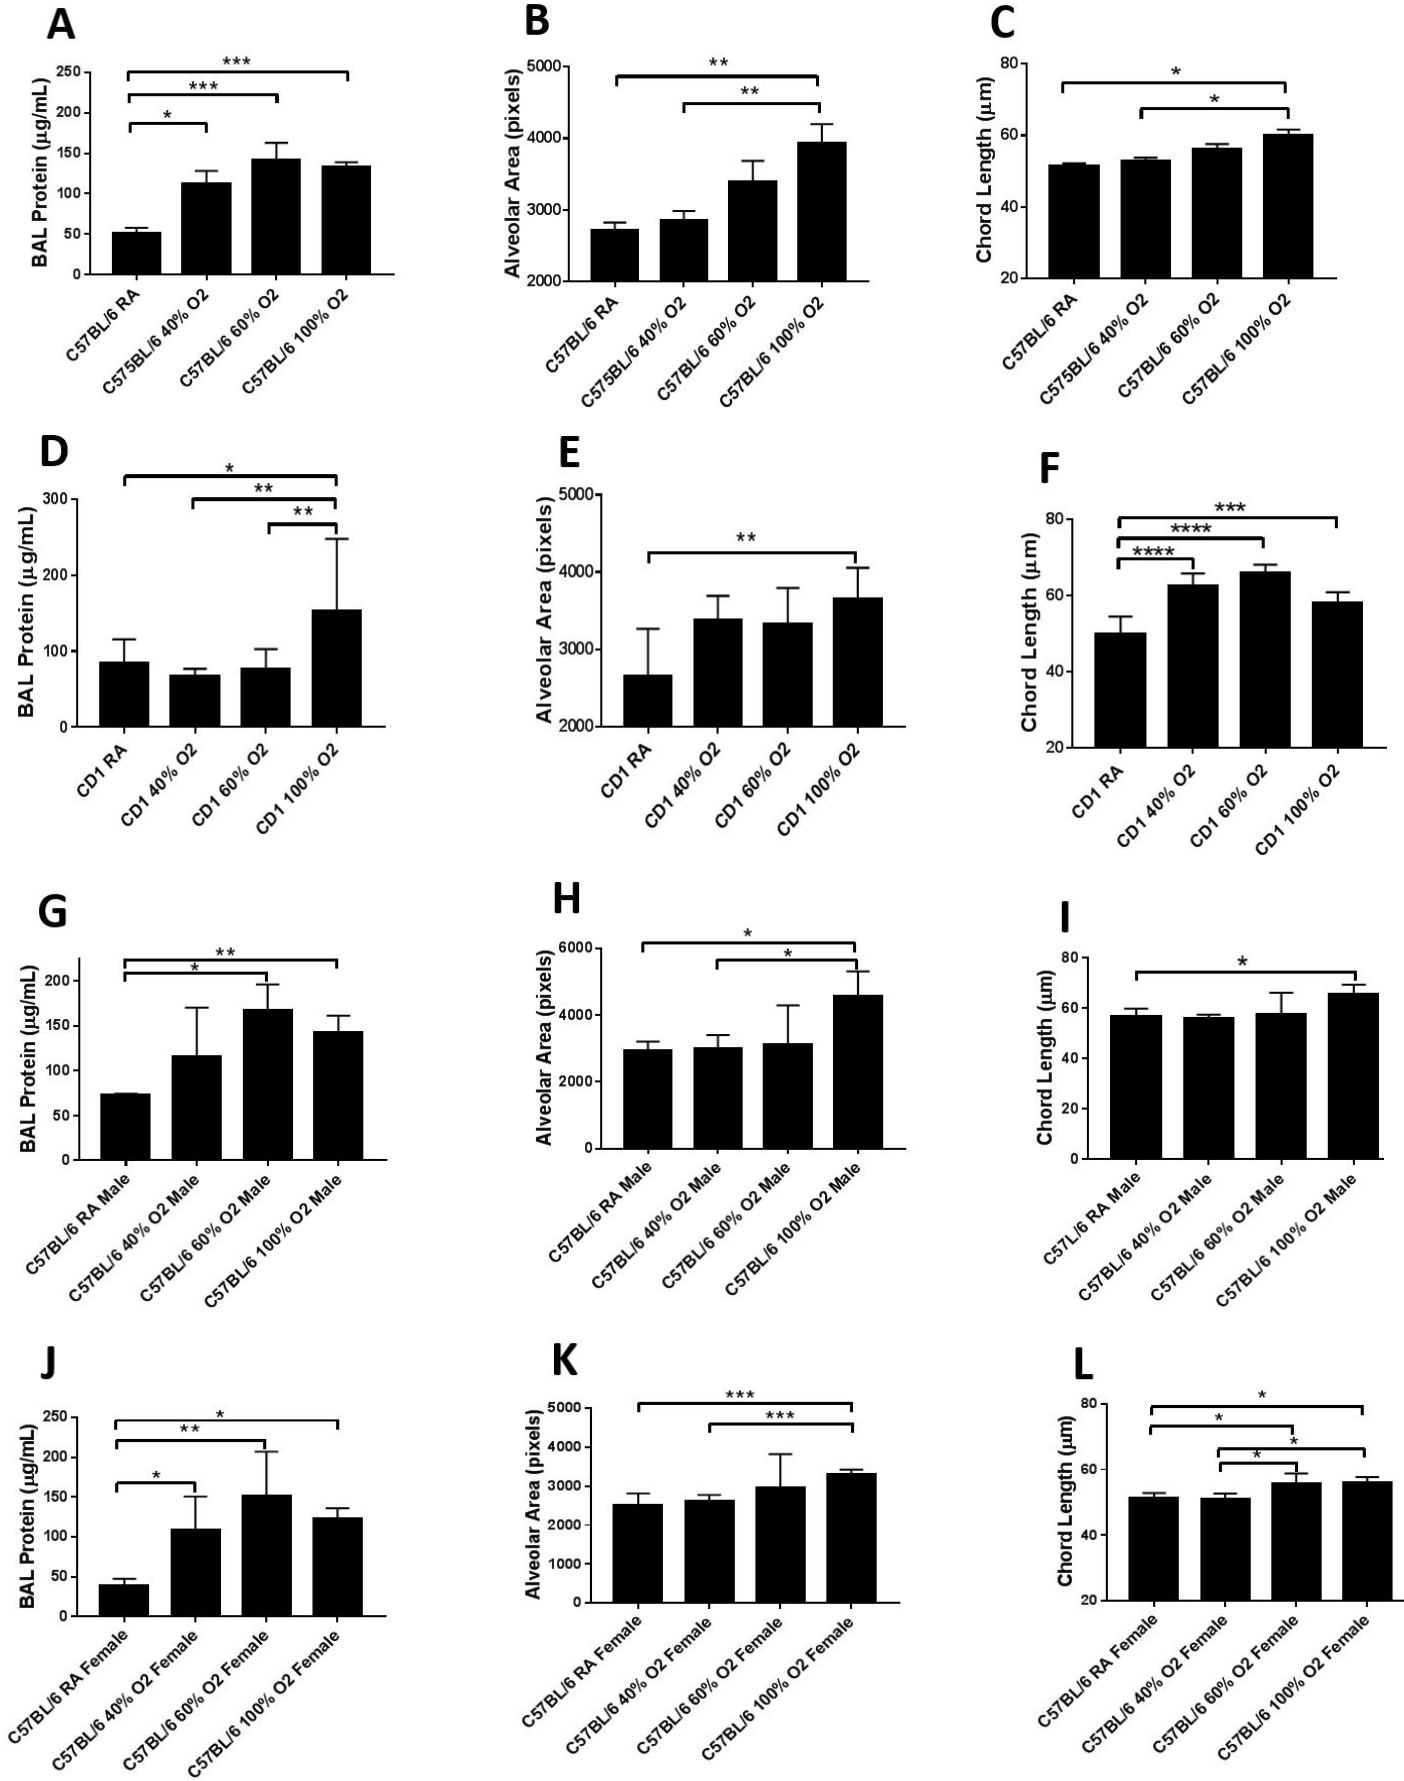 A
BAL Protein (µg/mL)
250
200
150
100
50
0
***
***
*
C57BL/6 RA
C575BL/6 40% O2
C57BL/6 60% O2
C57BL/6 100% O2
B
Alveolar Area (pixels)
5000
4000
3000
2000
**
**
C57BL/6 RA
C575BL/6 40% O2
C57BL/6 60% O2
C57BL/6 100% O2
C
Chord Length (µm)
80
60
40
20
*
*
C57BL/6 RA
C575BL/6 40% O2
C57BL/6 60% O2
C57BL/6 100% O2
D
BAL Protein (µg/mL)
300
200
100
0
*
**
**
CD1 RA
CD1 40% O2
CD1 60% O2
CD1 100% O2
E
Alveolar Area (pixels)
5000
4000
3000
2000
**
CD1 RA
CD1 40% O2
CD1 60% O2
CD1 100% O2
F
Chord Length (µm)
80
60
40
20
***
****
****
CD1 RA
CD1 40% O2
CD1 60% O2
CD1 100% O2
G
BAL Protein (µg/mL)
200
150
100
50
0
**
*
C57BL/6 RA Male
C57BL/6 40% O2 Male
C57BL/6 60% O2 Male
C57BL/6 100% O2 Male
H
Alveolar Area (pixels)
6000
4000
2000
0
*
*
C57BL/6 RA Male
C57BL/6 40% O2 Male
C57BL/6 60% O2 Male
C57BL/6 100% O2 Male
I
Chord Length (µm)
80
60
40
20
0
*
C57L/6 RA Male
C57BL/6 40% O2 Male
C57BL/6 60% O2 Male
C57BL/6 100% O2 Male
J
BAL Protein (µg/mL)
250
200
150
100
50
0
*
**
*
C57BL/6 RA Female
C57BL/6 40% O2 Female
C57BL/6 60% O2 Female
C57BL/6 100% O2 Female
K
Alveolar Area (pixels)
5000
4000
3000
2000
1000
0
***
***
C57BL/6 RA Female
C57BL/6 40% O2 Female
C57BL/6 60% O2 Female
C57BL/6 100% O2 Female
L
Chord Length (µm)
80
60
40
20
*
*
*
*
C57BL/6 RA Female
C57BL/6 40% O2 Female
C57BL/6 60% O2 Female
C57BL/6 100% O2 Female